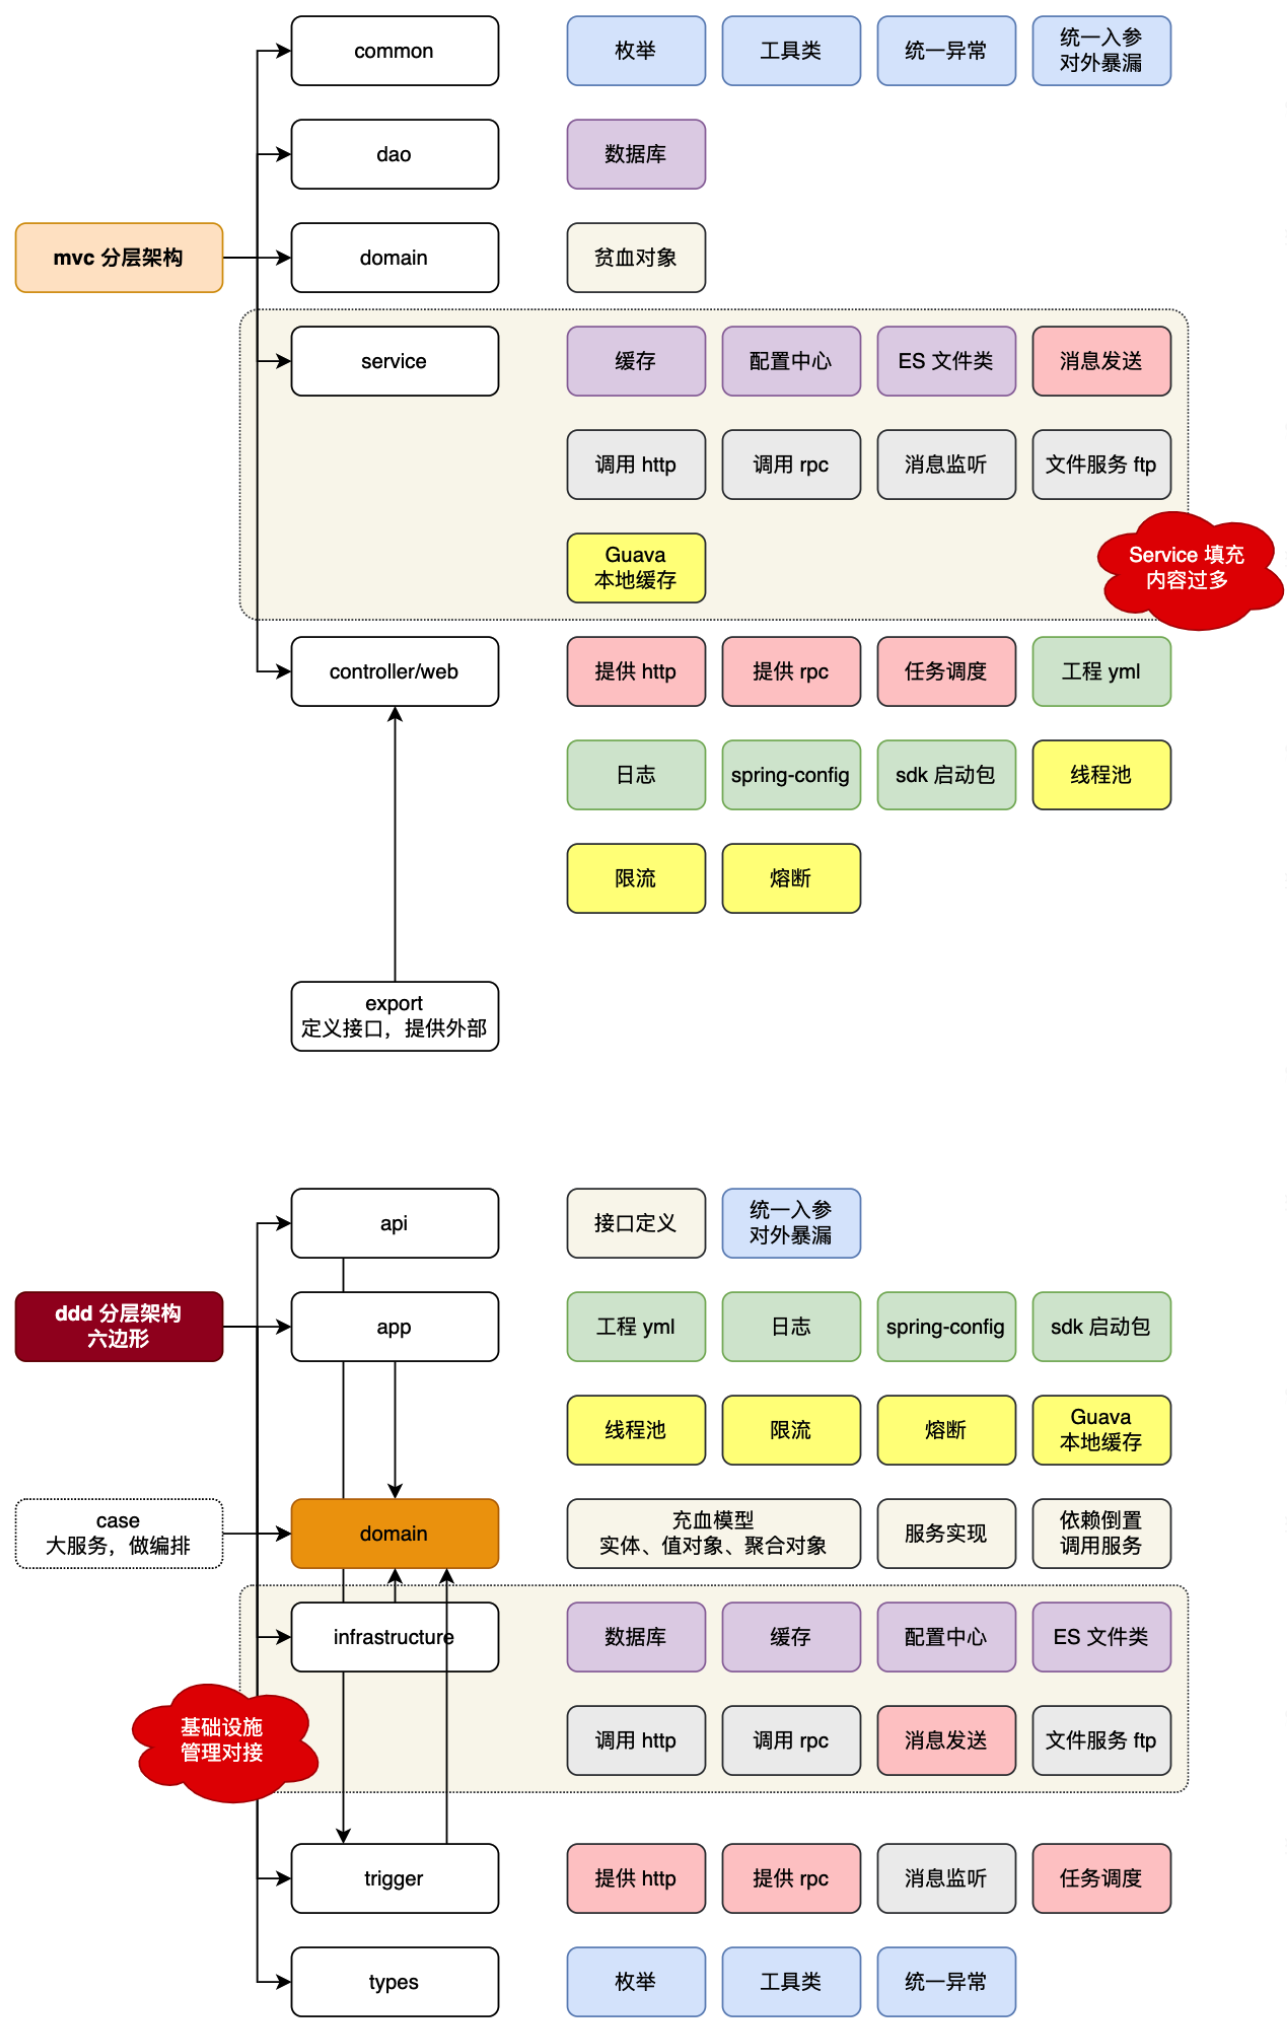 common
枚举
工具类
统一异常
统一入参
对外暴漏
dao
数据库
mvc 分层架构
domain
贫血对象
service
缓存
配置中心
ES 文件类
消息发送
调用 http
调用 rpc
消息监听
文件服务 ftp
Guava
本地缓存
Service 填充
内容过多
controller/web
提供 http
提供 rpc
任务调度
工程 yml
日志
spring-config
sdk 启动包
线程池
限流
熔断
export
定义接口，提供外部
api
接口定义
统一入参
对外暴漏
ddd 分层架构
六边形
app
工程 yml
日志
spring-config
sdk 启动包
线程池
限流
熔断
Guava
本地缓存
case
大服务，做编排
domain
充血模型
实体、值对象、聚合对象
服务实现
依赖倒置
调用服务
infrastructure
数据库
缓存
配置中心
ES 文件类
基础设施
管理对接
调用 http
调用 rpc
消息发送
文件服务 ftp
trigger
提供 http
提供 rpc
消息监听
任务调度
types
枚举
工具类
统一异常